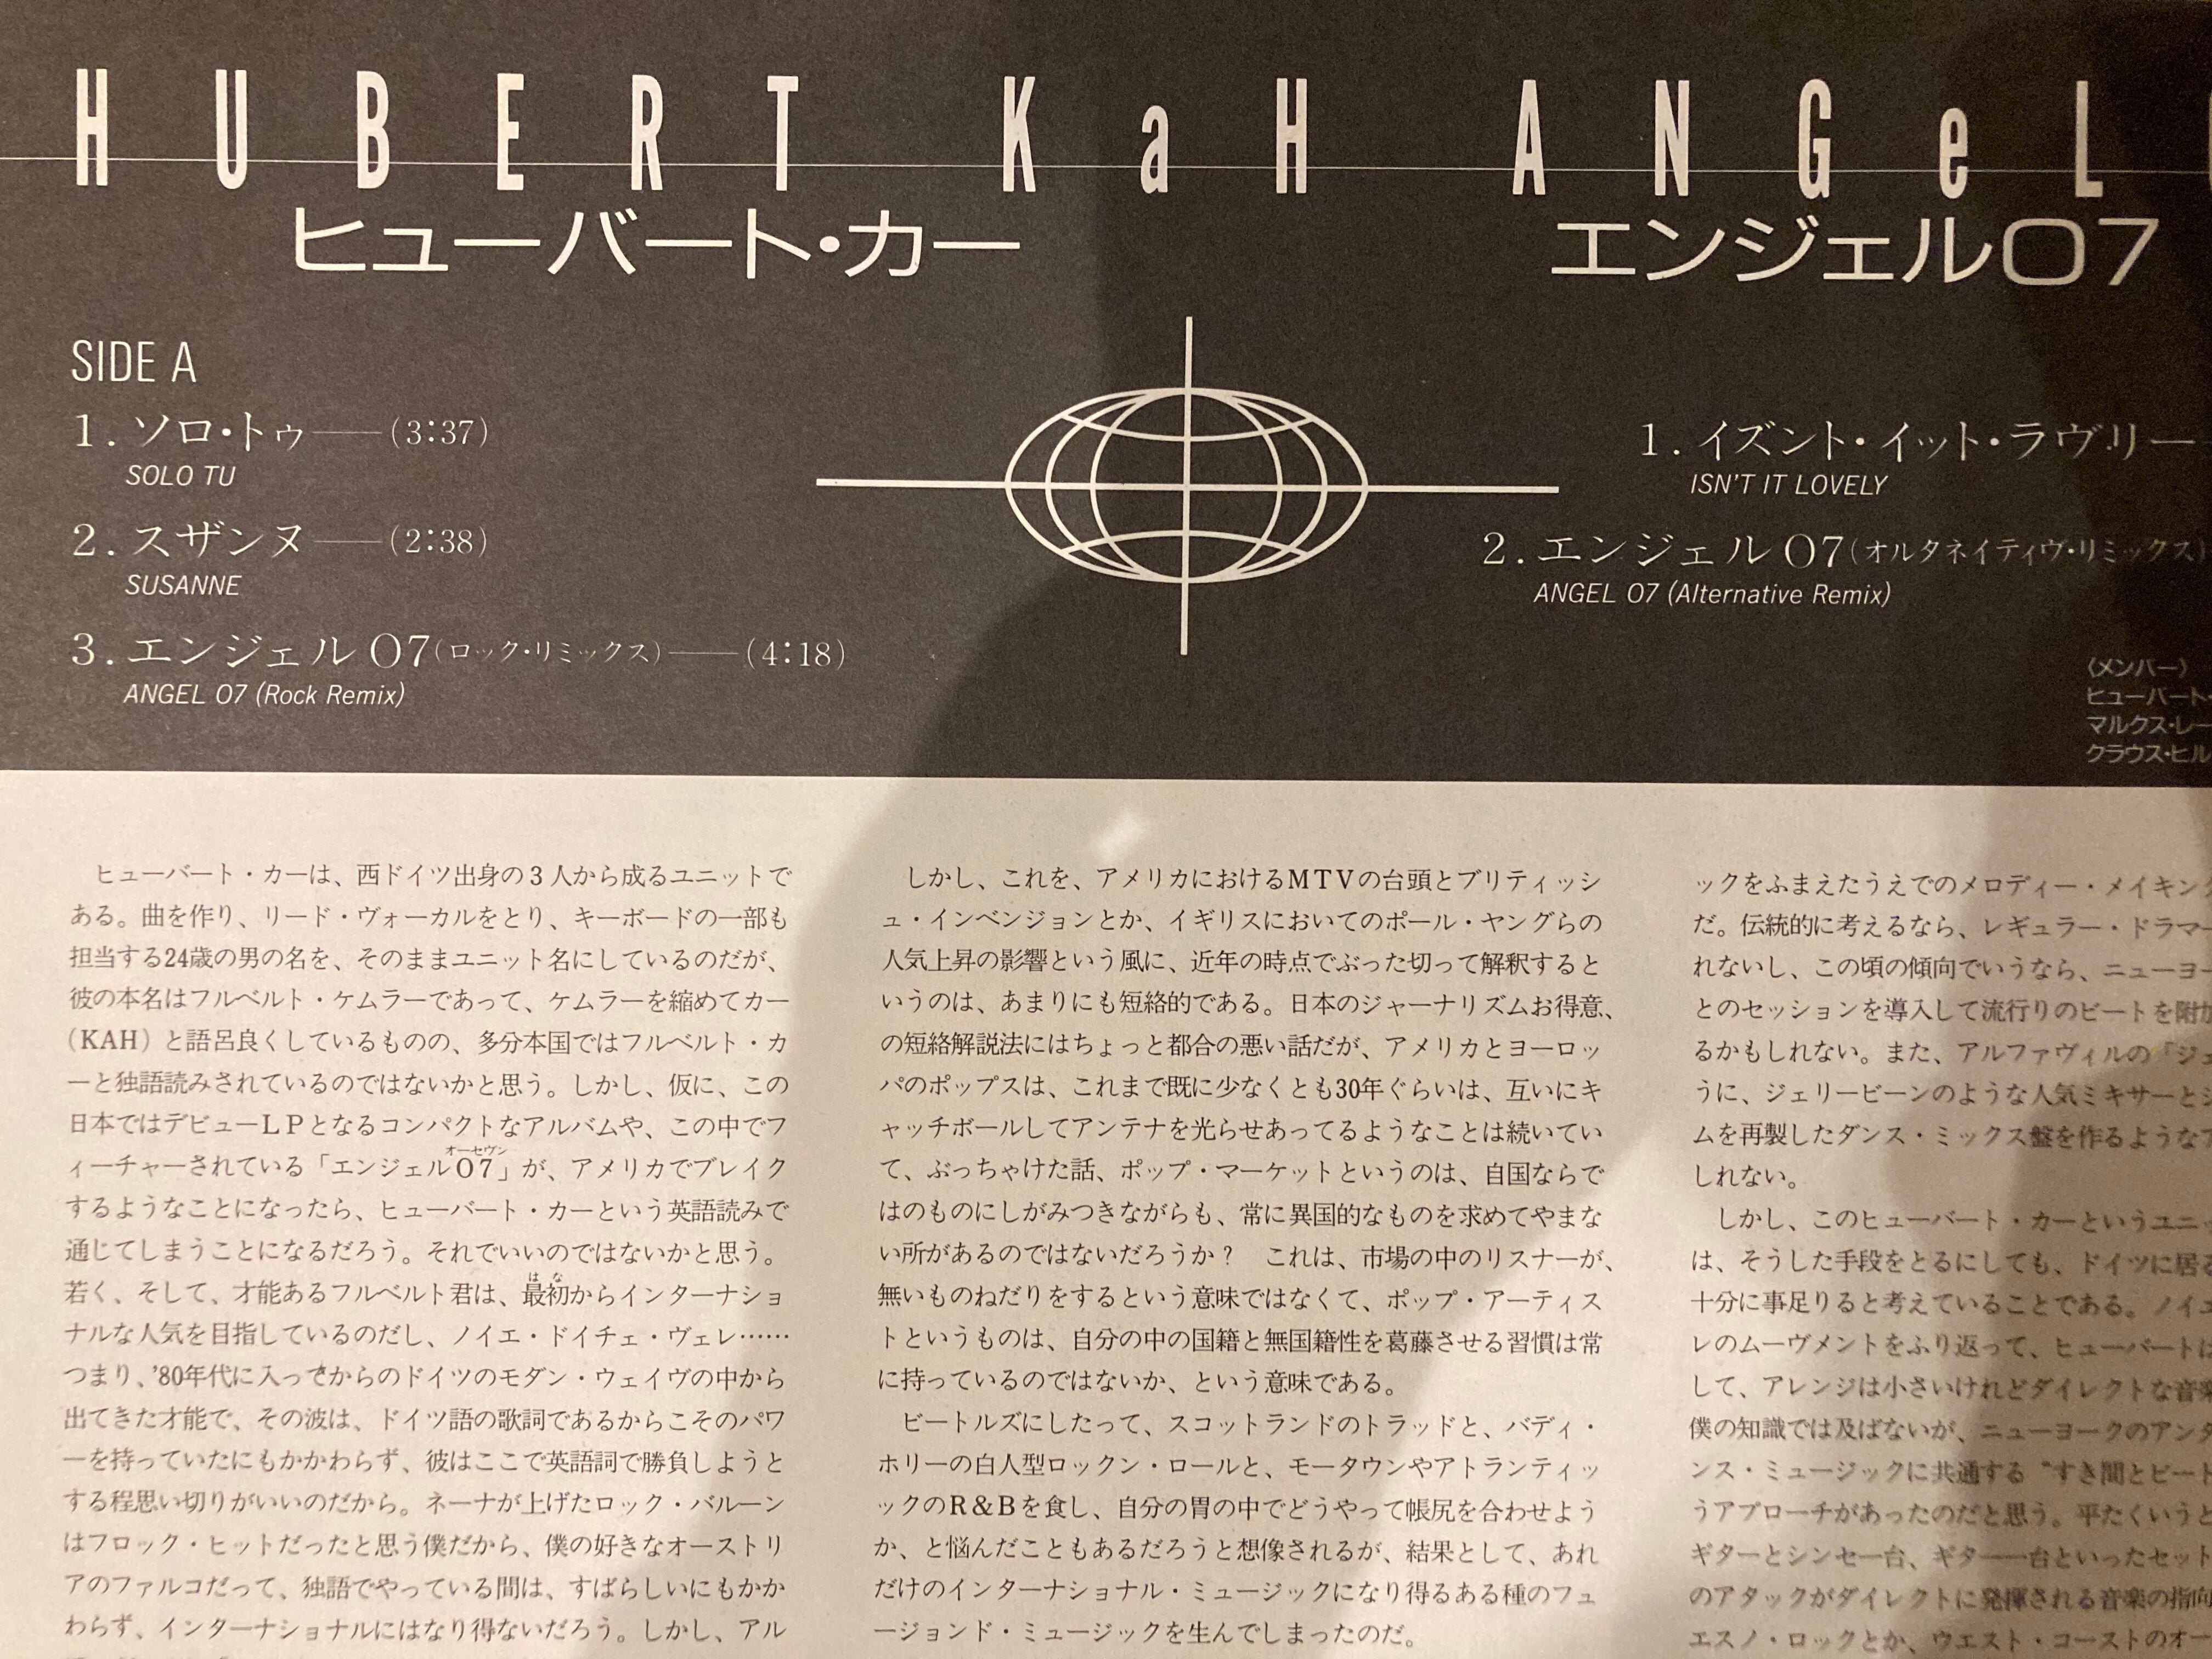 HUBERT KaH ANGeL
ヒューバート・カー
エンジェル07
SIDE A
1. ソロ・トゥ——(3:37)
SOLO TU
2. スザンヌ——(2:38)
SUSANNE
3. エンジェル 07(ロック・リミックス)——(4:18)
ANGEL 07 (Rock Remix)
1. イズント・イット・ラヴリー
ISN'T IT LOVELY
2. エンジェル 07(オルタネイティヴ・リミックス)
ANGEL 07 (Alternative Remix)
〈メンバー〉
ヒューバート・
マルクス・レー
クラウス・ヒル
ヒューバート・カーは、西ドイツ出身の3人から成るユニットで
ある。曲を作り、リード・ヴォーカルをとり、キーボードの一部も
担当する24歳の男の名を、そのままユニット名にしているのだが、
彼の本名はフルベルト・ケムラーであって、ケムラーを縮めてカー
(KAH)と語呂良くしているものの、多分本国ではフルベルト・カ
ーと独語読みされているのではないかと思う。しかし、仮に、この
日本ではデビューLPとなるコンパクトなアルバムや、この中でフ
オーセヴン
ィーチャーされている「エンジェル07」が、アメリカでブレイク
するようなことになったら、ヒューバート・カーという英語読みで
通じてしまうことになるだろう。それでいいのではないかと思う。
はな
若く、そして、才能あるフルベルト君は、最初からインターナショ
ナルな人気を目指しているのだし、ノイエ・ドイチェ・ヴェレ……
つまり、'80年代に入ってからのドイツのモダン・ウェイヴの中から
出てきた才能で、その波は、ドイツ語の歌詞であるからこそのパワ
ーを持っていたにもかかわらず、彼はここで英語詞で勝負しようと
する程思い切りがいいのだから。ネーナが上げたロック・バルーン
はフロック・ヒットだったと思う僕だから、僕の好きなオーストリ
アのファルコだって、独語でやっている間は、すばらしいにもかか
わらず、インターナショナルにはなり得ないだろう。しかし、アル
しかし、これを、アメリカにおけるMTVの台頭とブリティッシ
ュ・インベンジョンとか、イギリスにおいてのポール・ヤングらの
人気上昇の影響という風に、近年の時点でぶった切って解釈すると
いうのは、あまりにも短絡的である。日本のジャーナリズムお得意、
の短絡解説法にはちょっと都合の悪い話だが、アメリカとヨーロッ
パのポップスは、これまで既に少なくとも30年ぐらいは、互いにキ
ャッチボールしてアンテナを光らせあってるようなことは続いてい
て、ぶっちゃけた話、ポップ・マーケットというのは、自国ならで
はのものにしがみつきながらも、常に異国的なものを求めてやまな
い所があるのではないだろうか？　これは、市場の中のリスナーが、
無いものねだりをするという意味ではなくて、ポップ・アーティス
トというものは、自分の中の国籍と無国籍性を葛藤させる習慣は常
に持っているのではないか、という意味である。
ビートルズにしたって、スコットランドのトラッドと、バディ・
ホリーの白人型ロックン・ロールと、モータウンやアトランティッ
ックのR&Bを食し、自分の胃の中でどうやって帳尻を合わせよう
か、と悩んだこともあるだろうと想像されるが、結果として、あれ
だけのインターナショナル・ミュージックになり得るある種のフュ
ージョンド・ミュージックを生んでしまったのだ。
ックをふまえたうえでのメロディー・メイキング
だ。伝統的に考えるなら、レギュラー・ドラマー
れないし、この頃の傾向でいうなら、ニューヨー
とのセッションを導入して流行りのビートを附加
るかもしれない。また、アルファヴィルの「ジェ
うに、ジェリービーンのような人気ミキサーと
ムを再製したダンス・ミックス盤を作るような
しれない。
しかし、このヒューバート・カーというユニッ
は、そうした手段をとるにしても、ドイツに居る
十分に事足りると考えていることである。ノイエ
レのムーヴメントをふり返って、ヒューバートは
して、アレンジは小さいけれどダイレクトな音楽
僕の知識では及ばないが、ニューヨークのアンダ
ンス・ミュージックに共通する“すき間とビート
うアプローチがあったのだと思う。平たくいうと
ギターとシンセ一台、ギター一台といったセット
のアタックがダイレクトに発揮される音楽の指向
エスノ・ロックとか、ウエスト・コーストのオー